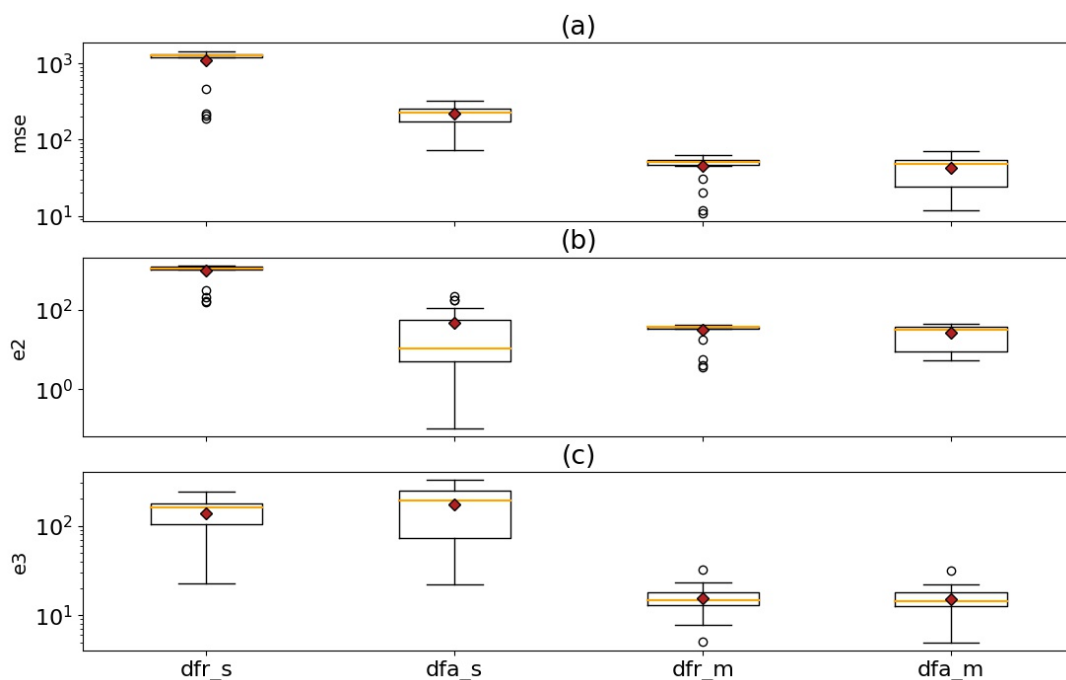 (a)
mse
10³
10²
10¹
(b)
e2
10²
10⁰
(c)
e3
10²
10¹
dfr_s dfa_s dfr_m dfa_m